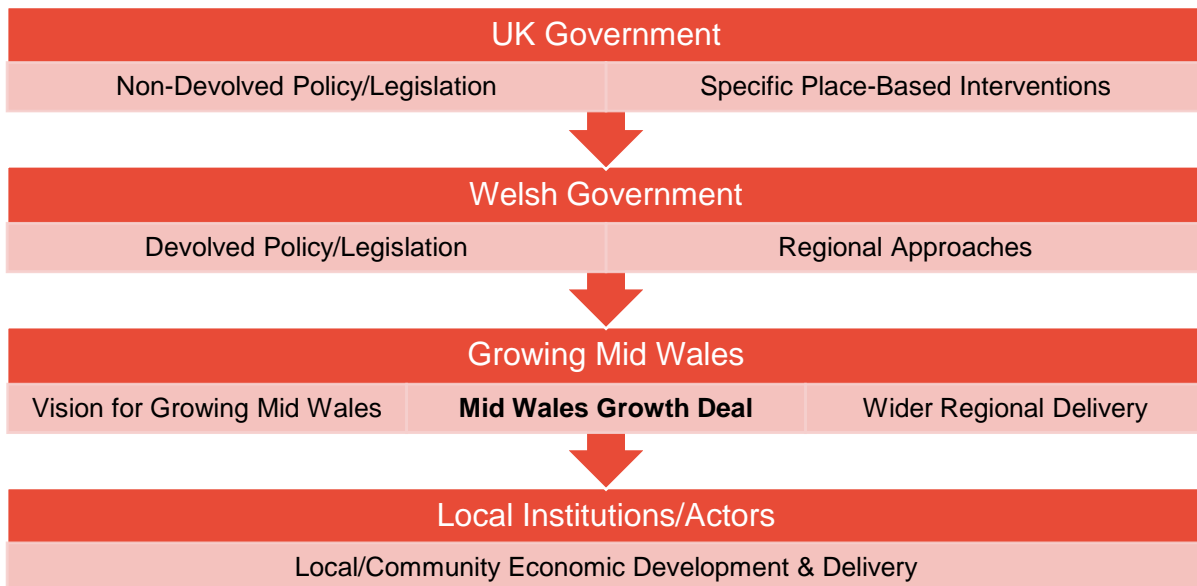 UK Government
Non-Devolved Policy/Legislation
Specific Place-Based Interventions
Welsh Government
Devolved Policy/Legislation
Regional Approaches
Growing Mid Wales
Vision for Growing Mid Wales
Mid Wales Growth Deal
Wider Regional Delivery
Local Institutions/Actors
Local/Community Economic Development & Delivery